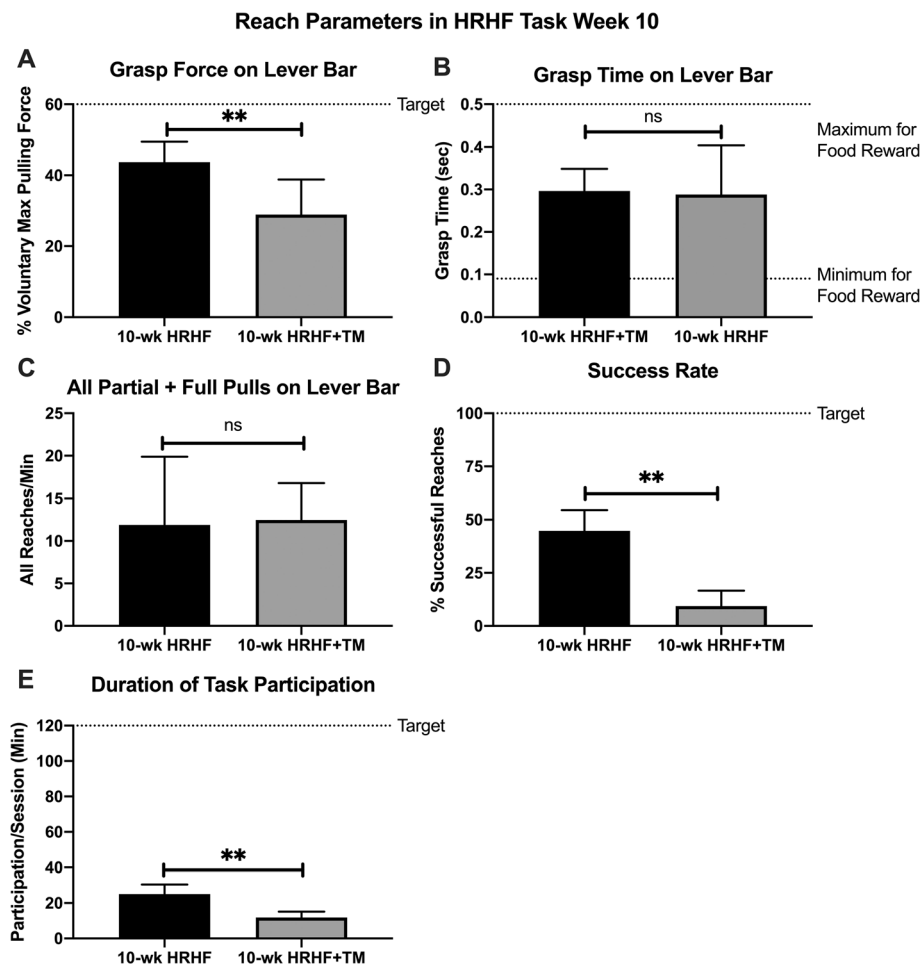 Reach Parameters in HRHF Task Week 10
A
Grasp Force on Lever Bar
% Voluntary Max Pulling Force
60
40
20
0
Target
**
10-wk HRHF
10-wk HRHF+TM
B
Grasp Time on Lever Bar
Grasp Time (sec)
0.5
0.4
0.3
0.2
0.1
0.0
ns
Maximum for
Food Reward
Minimum for
Food Reward
10-wk HRHF+TM
10-wk HRHF
C
All Partial + Full Pulls on Lever Bar
All Reaches/Min
25
20
15
10
5
0
ns
10-wk HRHF
10-wk HRHF+TM
D
Success Rate
% Successful Reaches
100
75
50
25
0
Target
**
10-wk HRHF
10-wk HRHF+TM
E
Duration of Task Participation
Participation/Session (Min)
120
100
80
60
40
20
0
Target
**
10-wk HRHF
10-wk HRHF+TM